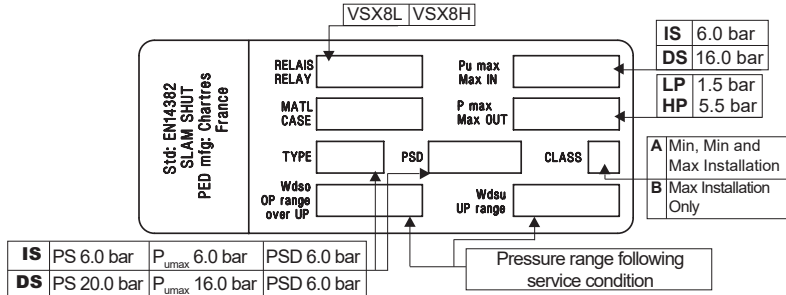 VSX8L VSX8H
Std: EN14382
SLAM SHUT
PED mfg: Chartres
France
RELAIS
RELAY
Pu max
Max IN
IS 6.0 bar
DS 16.0 bar
MATL
CASE
P max
Max OUT
LP 1.5 bar
HP 5.5 bar
TYPE
PSD
CLASS
A Min, Min and
Max Installation
B Max Installation
Only
Wdso
OP range
over UP
Wdsu
UP range
IS PS 6.0 bar Pumax 6.0 bar PSD 6.0 bar
DS PS 20.0 bar Pumax 16.0 bar PSD 6.0 bar
Pressure range following
service condition